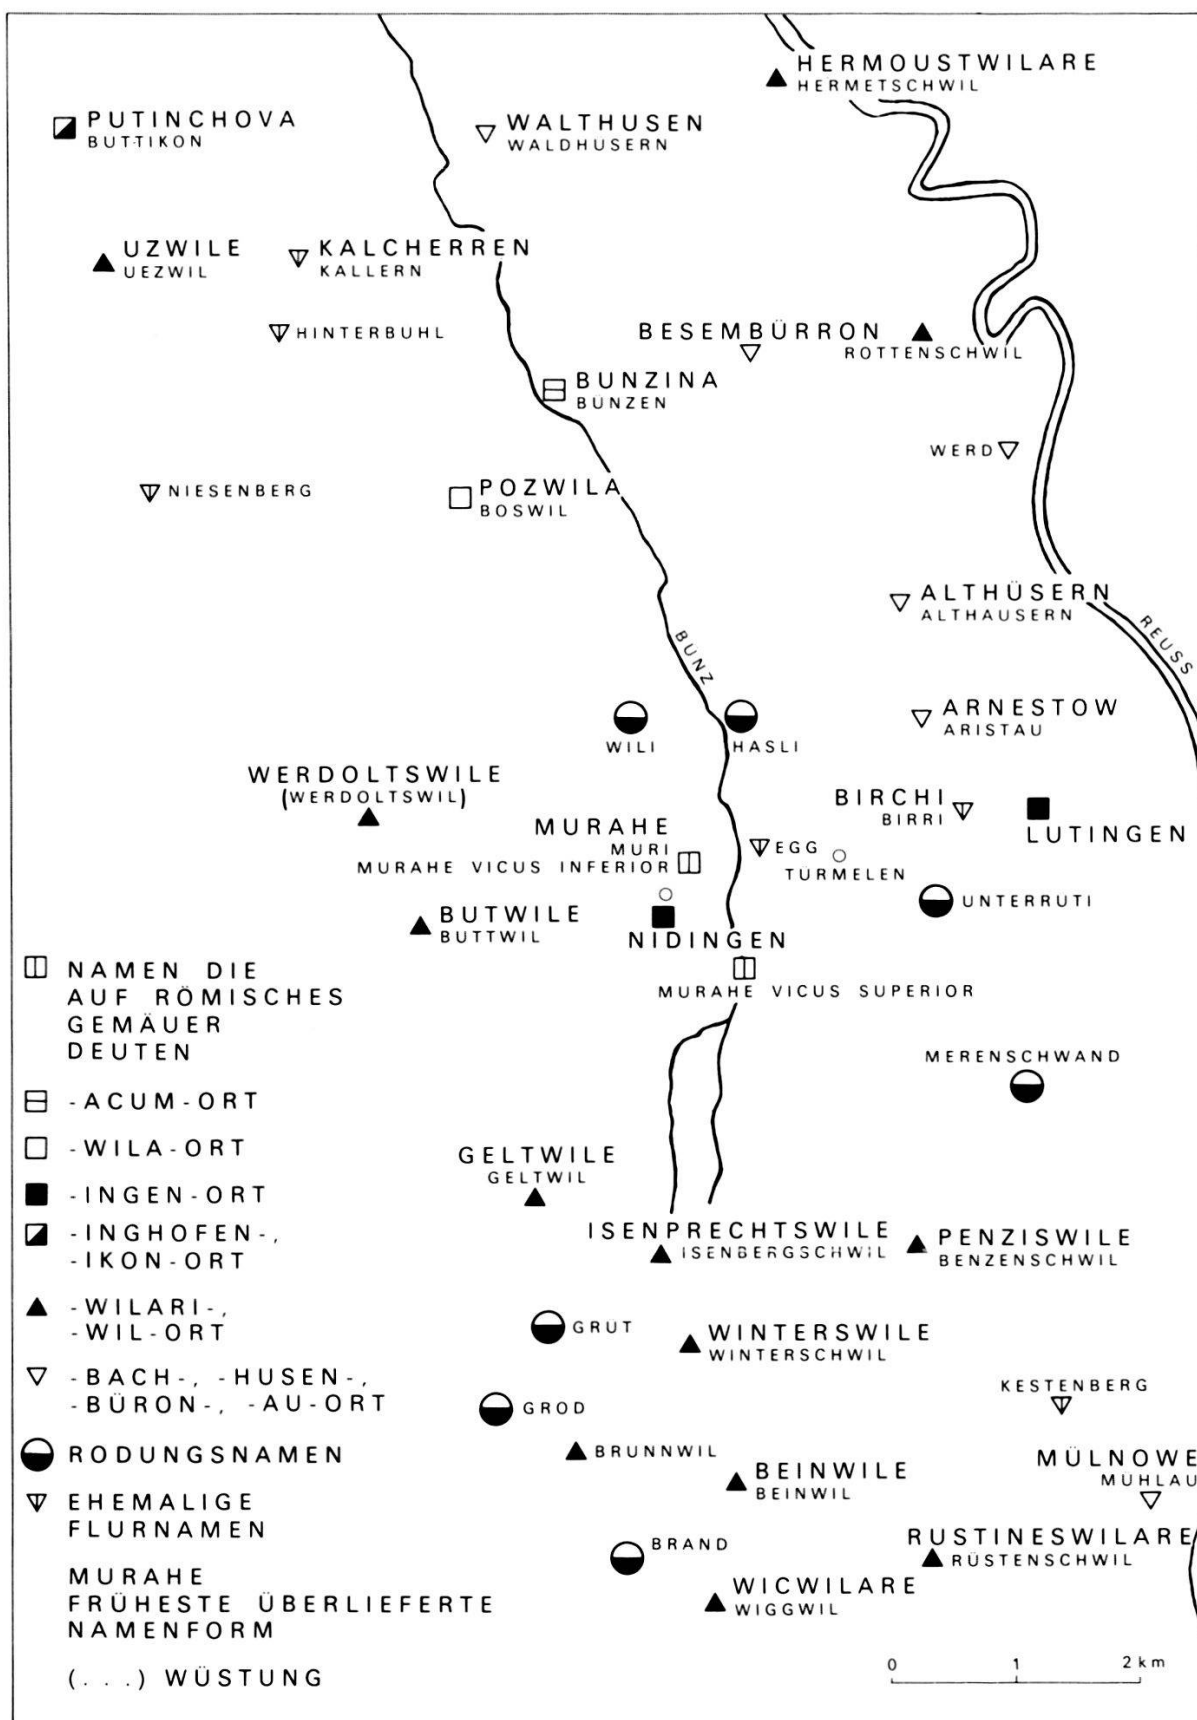 HERMOUSTWILARE
HERMETSCHWIL
PUTINCHOVA
BUTTIKON
WALTHUSEN
WALDHUSERN
UZWILE
UEZWIL
KALCHERREN
KALLERN
HINTERBUHL
BESEMBÜRRON
ROTTENSCHWIL
BUNZINA
BÜNZEN
WERD
NIESENBERG
POZWILA
BOSWIL
ALTHÜSERN
ALTHAUSERN
REUSS
BÜNZ
ARNESTOW
ARISTAU
WILI
HASLI
WERDOLTSWILE
(WERDOLTSWIL)
BIRCHI
BIRRI
LUTINGEN
MURAHE
MURI
MURAHE VICUS INFERIOR
EGG
TÜRMELEN
UNTERRUTI
BUTWILE
BUTTWIL
NIDINGEN
MURAHE VICUS SUPERIOR
MERENSCHWAND
GELTWILE
GELTWIL
ISENPRECHTSWILE
ISENBERGSCHWIL
PENZISWILE
BENZENSCHWIL
GRUT
WINTERSWILE
WINTERSCHWIL
KESTENBERG
GROD
BRUNNWIL
BEINWILE
BEINWIL
MÜLNOWE
MÜHLAU
BRAND
RUSTINESWILARE
RÜSTENSCHWIL
WICWILARE
WIGGWIL
NAMEN DIE
AUF RÖMISCHES
GEMÄUER
DEUTEN
-ACUM-ORT
-WILA-ORT
-INGEN-ORT
-INGHOFEN-,
-IKON-ORT
-WILARI-,
-WIL-ORT
-BACH-, -HUSEN-,
-BÜRON-, -AU-ORT
RODUNGSNAMEN
EHEMALIGE
FLURNAMEN
MURAHE
FRÜHESTE ÜBERLIEFERTE
NAMENFORM
(...) WÜSTUNG
0 1 2 km